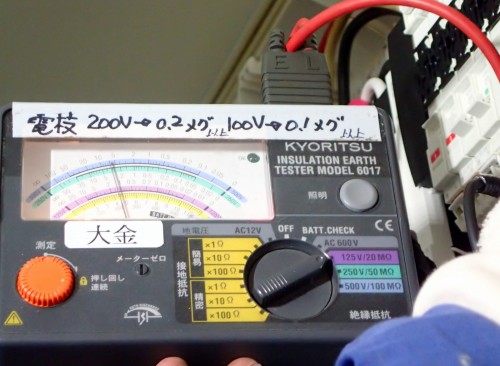 E L
電技 200V→0.2メグ以上 100V→0.1メグ以上
KYORITSU
INSULATION EARTH
TESTER MODEL 6017
照明
大金
測定
メーターゼロ
押し回し
連続
地電圧 AC12V OFF BATT.CHECK
AC 600V
接地抵抗
簡易
×1Ω
×10Ω
×100Ω
精密
×1Ω
×10Ω
×100Ω
125V/20MΩ
250V/50MΩ
500V/100MΩ
絶縁抵抗
CE